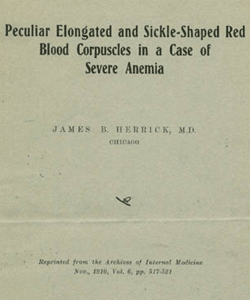 Peculiar Elongated and Sickle-Shaped Red
Blood Corpuscles in a Case of
Severe Anemia
JAMES B. HERRICK, M.D.
CHICAGO
Reprinted from the Archives of Internal Medicine
Nov., 1910, Vol. 6, pp. 517-521